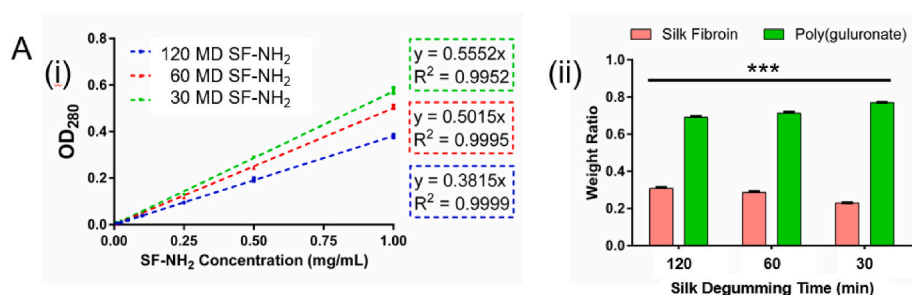 A
(i)
0.8
0.6
0.4
0.2
0.0
OD280
120 MD SF-NH2
60 MD SF-NH2
30 MD SF-NH2
y = 0.5552x
R² = 0.9952
y = 0.5015x
R² = 0.9995
y = 0.3815x
R² = 0.9999
0.00 0.25 0.50 0.75 1.00
SF-NH2 Concentration (mg/mL)
(ii)
Silk Fibroin Poly(guluronate)
***
1.0
0.8
0.6
0.4
0.2
0.0
Weight Ratio
120 60 30
Silk Degumming Time (min)